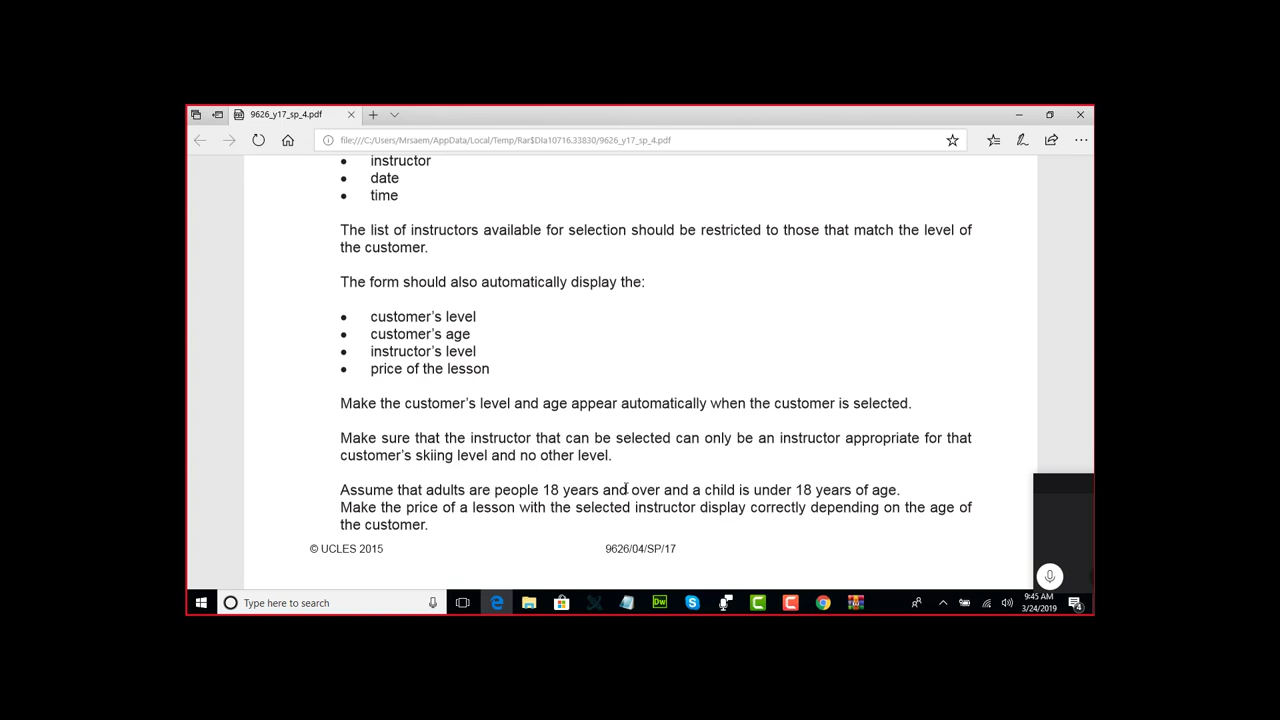 9626_y17_sp_4.pdf
file:///C:/Users/Mrsaem/AppData/Local/Temp/Rar$DIa10716.33830/9626_y17_sp_4.pdf
• instructor
• date
• time
The list of instructors available for selection should be restricted to those that match the level of
the customer.
The form should also automatically display the:
• customer's level
• customer's age
• instructor's level
• price of the lesson
Make the customer's level and age appear automatically when the customer is selected.
Make sure that the instructor that can be selected can only be an instructor appropriate for that
customer's skiing level and no other level.
Assume that adults are people 18 years and over and a child is under 18 years of age.
Make the price of a lesson with the selected instructor display correctly depending on the age of
the customer.
© UCLES 2015 9626/04/SP/17
Type here to search
Dw
9:45 AM
3/24/2019
4